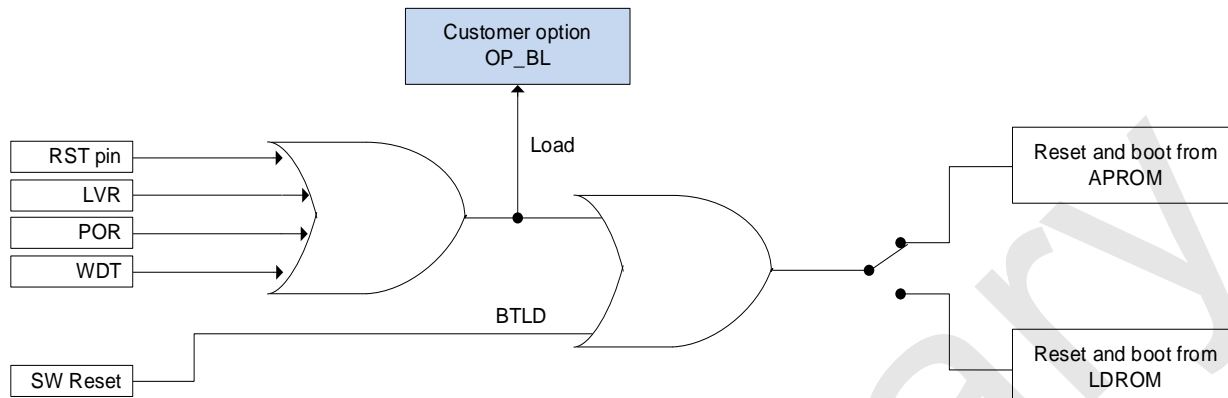 Customer option
OP_BL
RST pin
LVR
POR
WDT
Load
Reset and boot from
APROM
BTLD
SW Reset
Reset and boot from
LDROM